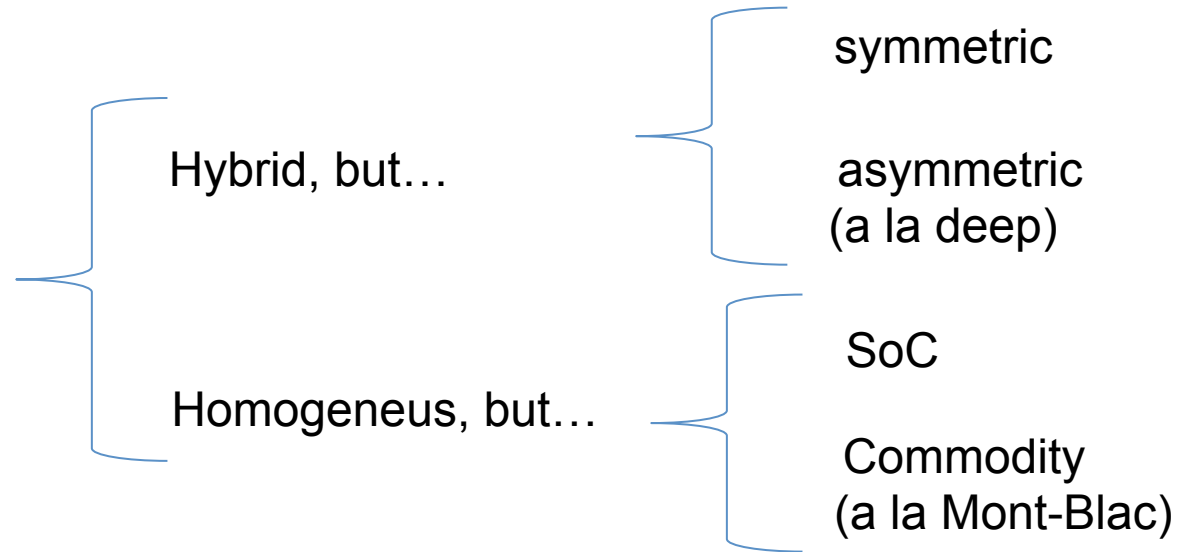 Hybrid, but…
symmetric
asymmetric
(a la deep)
Homogeneus, but…
SoC
Commodity
(a la Mont-Blac)